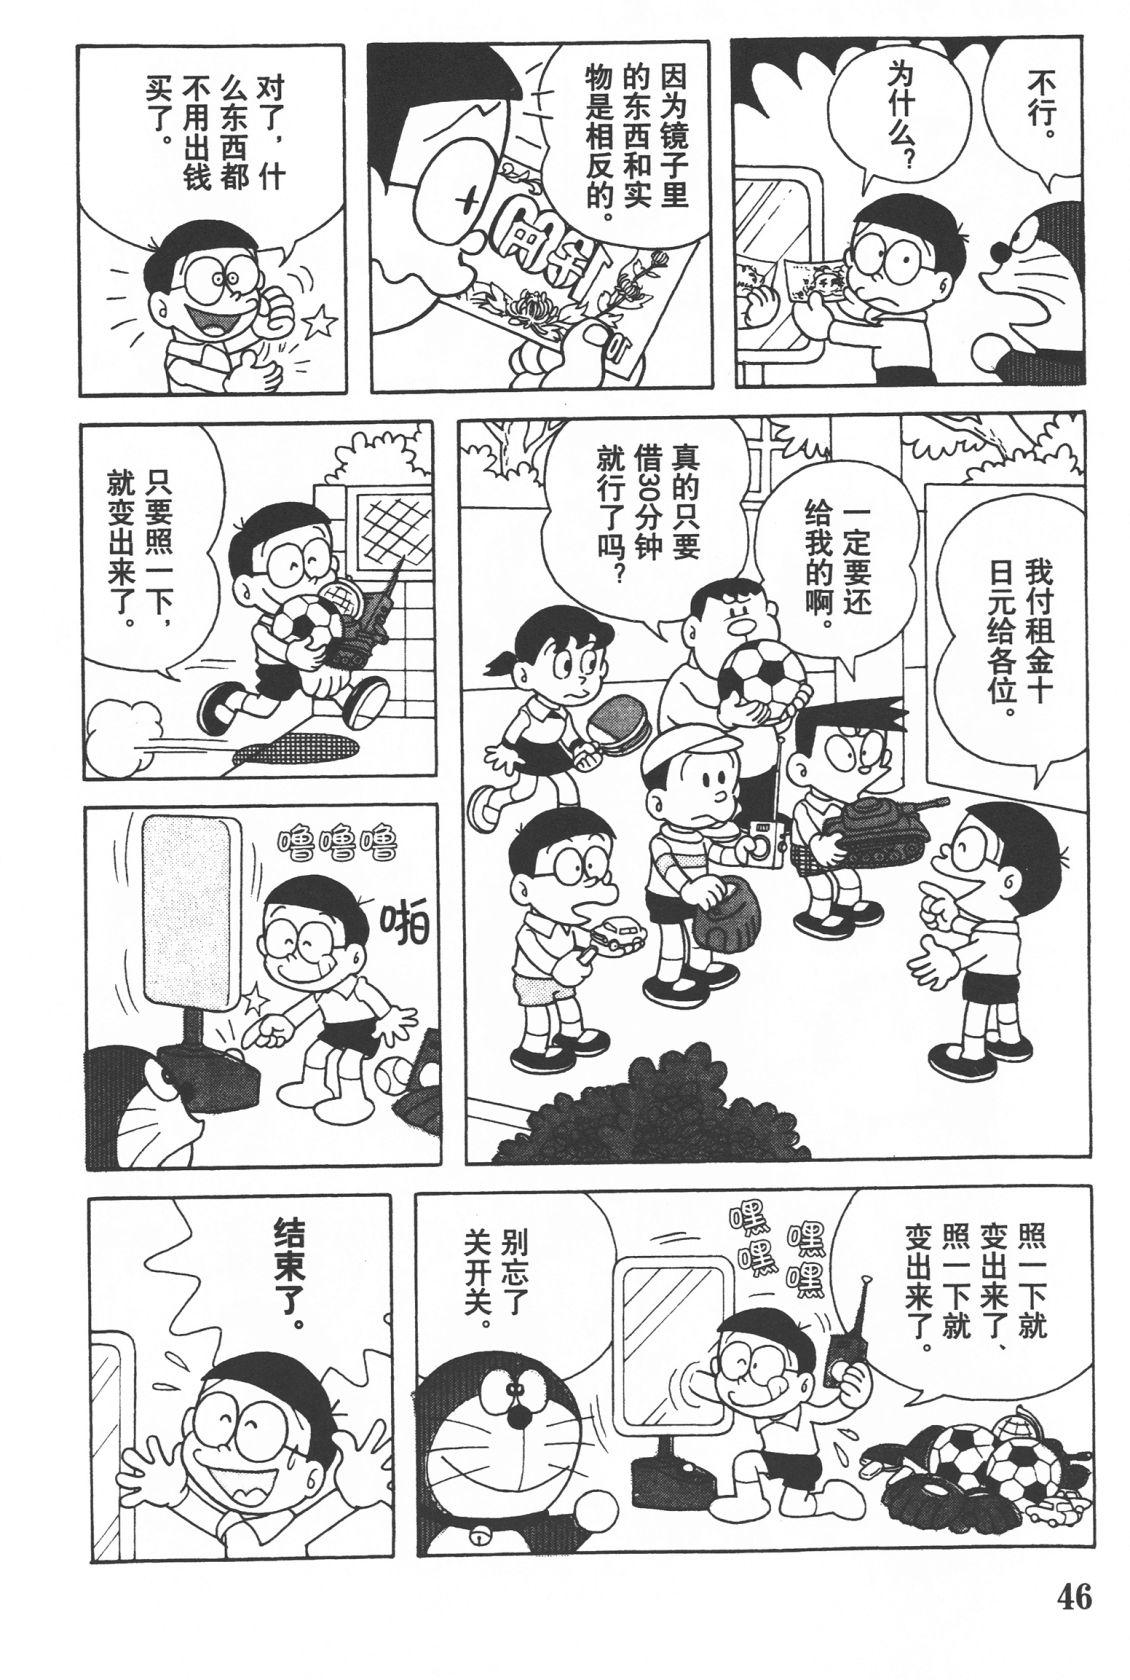 不行。
为什么？
因为镜子里
的东西和实
物是相反的。
10
对了，什
么东西都
不用出钱
买了。
我付租金十
日元给各位。
一定要还
给我的啊。
真的只要
借30分钟
就行了吗？
只要照一下，
就变出来了。
噜噜噜
啪
照一下就
变出来了、
照一下就
变出来了。
嘿嘿
嘿嘿
别忘了
关开关。
结束了。
46